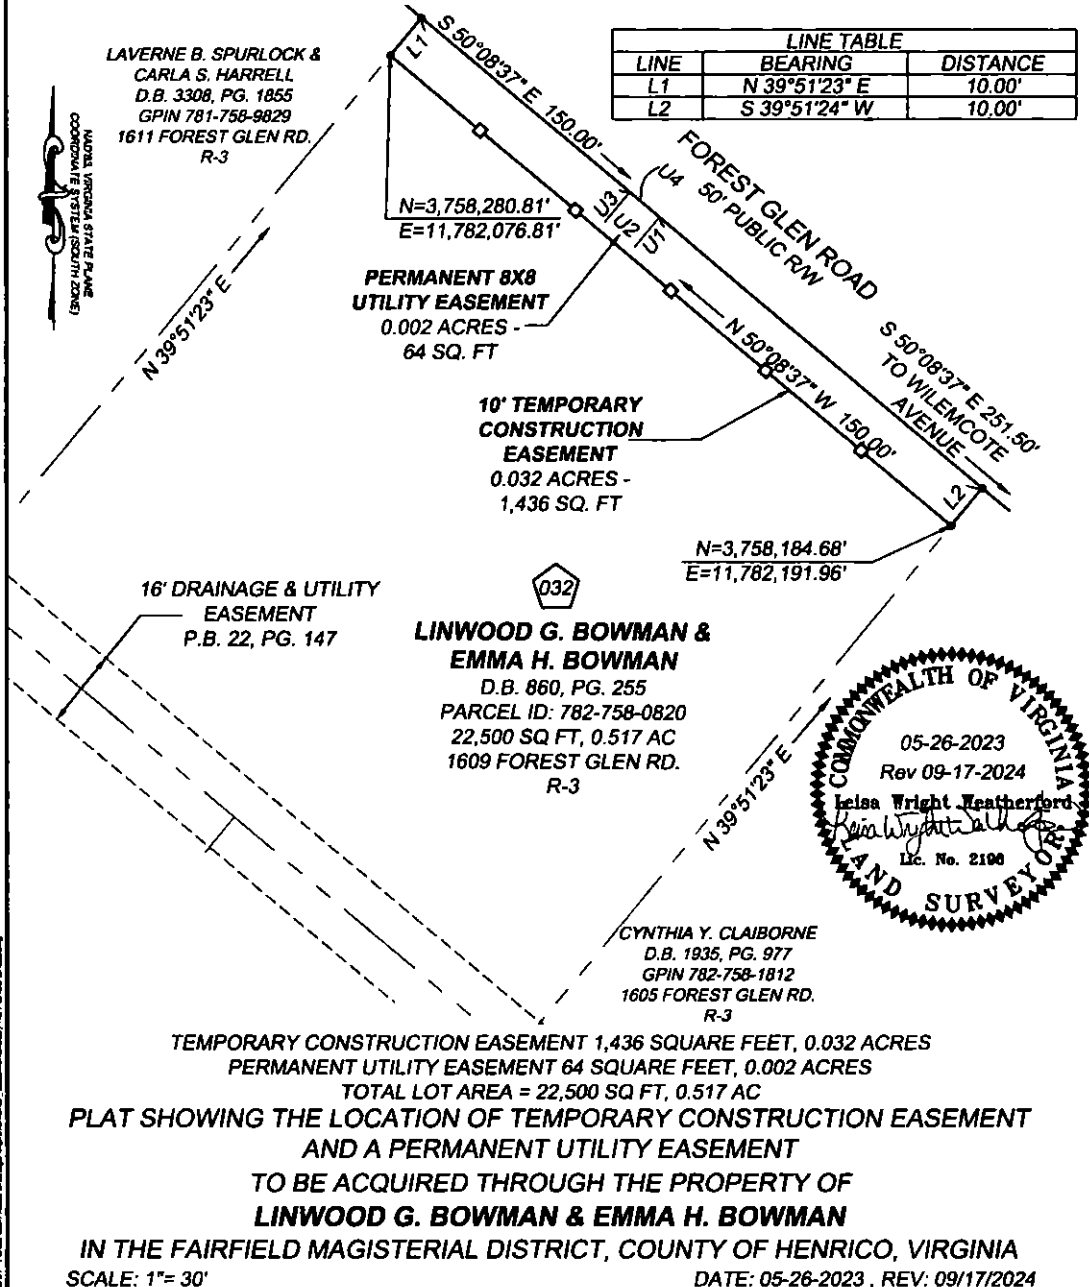 LAVERNE B. SPURLOCK &
CARLA S. HARRELL
D.B. 3308, PG. 1855
GPIN 781-758-9829
1611 FOREST GLEN RD.
R-3
LINE TABLE
LINE BEARING DISTANCE
L1 N 39°51'23" E 10.00'
L2 S 39°51'24" W 10.00'
NAD'83, VIRGINIA STATE PLANE
COORDINATE SYSTEM (SOUTH ZONE)
L1
S 50°08'37" E 150.00'
FOREST GLEN ROAD
50' PUBLIC R/W
U4
U3
U2
U1
N=3,758,280.81'
E=11,782,076.81'
N 39°51'23" E
PERMANENT 8X8
UTILITY EASEMENT
0.002 ACRES -
64 SQ. FT
N 50°08'37" W 150.00'
S 50°08'37" E 251.50'
TO WILEMCOTE
AVENUE
10' TEMPORARY
CONSTRUCTION
EASEMENT
0.032 ACRES -
1,436 SQ. FT
L2
N=3,758,184.68'
E=11,782,191.96'
16' DRAINAGE & UTILITY
EASEMENT
P.B. 22, PG. 147
032
LINWOOD G. BOWMAN &
EMMA H. BOWMAN
D.B. 860, PG. 255
PARCEL ID: 782-758-0820
22,500 SQ FT, 0.517 AC
1609 FOREST GLEN RD.
R-3
N 39°51'23" E
COMMONWEALTH OF VIRGINIA
05-26-2023
Rev 09-17-2024
Leisa Wright Weatherford
Lic. No. 2196
LAND SURVEYOR
CYNTHIA Y. CLAIBORNE
D.B. 1935, PG. 977
GPIN 782-758-1812
1605 FOREST GLEN RD.
R-3
TEMPORARY CONSTRUCTION EASEMENT 1,436 SQUARE FEET, 0.032 ACRES
PERMANENT UTILITY EASEMENT 64 SQUARE FEET, 0.002 ACRES
TOTAL LOT AREA = 22,500 SQ FT, 0.517 AC
PLAT SHOWING THE LOCATION OF TEMPORARY CONSTRUCTION EASEMENT
AND A PERMANENT UTILITY EASEMENT
TO BE ACQUIRED THROUGH THE PROPERTY OF
LINWOOD G. BOWMAN & EMMA H. BOWMAN
IN THE FAIRFIELD MAGISTERIAL DISTRICT, COUNTY OF HENRICO, VIRGINIA
SCALE: 1"= 30'
DATE: 05-26-2023 , REV: 09/17/2024